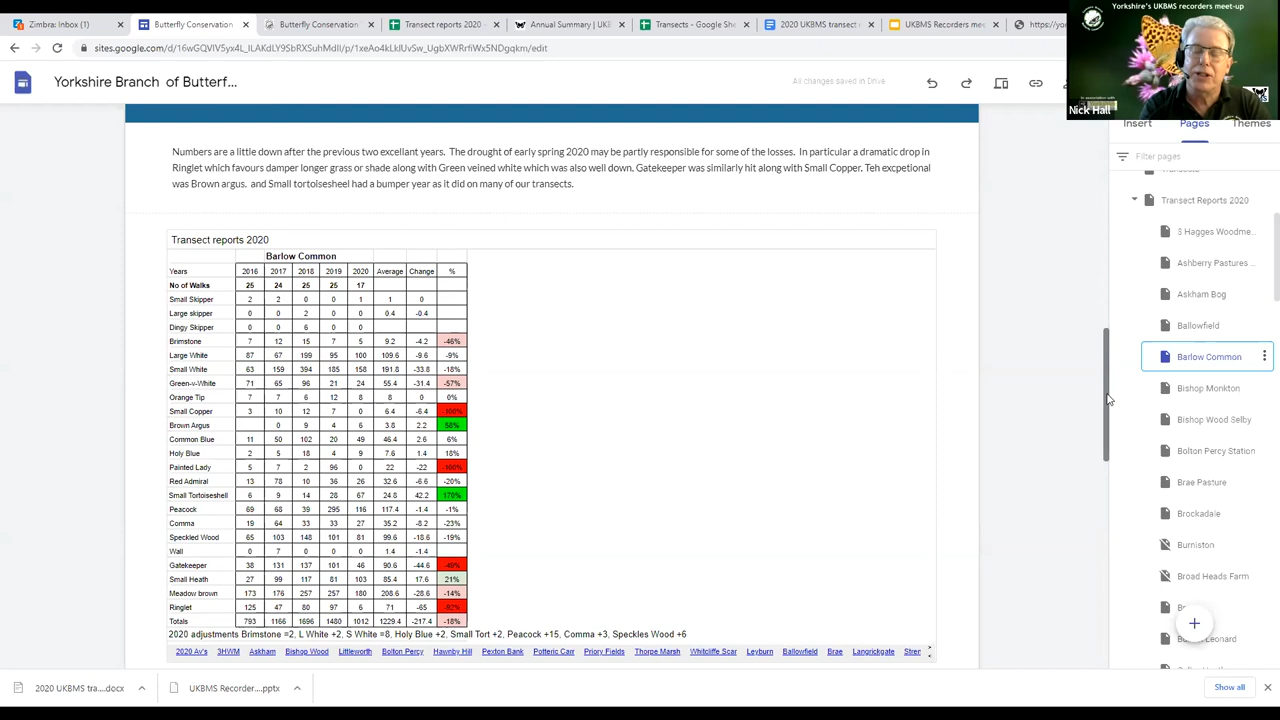 Zimbra: Inbox (1)
Butterfly Conservation
Butterfly Conservation
Transect reports 2020
Annual Summary | UKB
Transects - Google She
2020 UKBMS transect r
UKBMS Recorders mee
https://yo
sites.google.com/d/16wGQVIV5yx4L_ILAKdLY9SbRXSuhMdlI/p/1xeAo4kLklUvSw_UgbXWRrfiWx5NDgqkm/edit
Yorkshire's UKBMS recorders meet-up
Nick Hall
Yorkshire Branch of Butterf...
All changes saved in Drive
Insert Pages Themes
Filter pages
Numbers are a little down after the previous two excellant years. The drought of early spring 2020 may be partly responsible for some of the losses. In particular a dramatic drop in
Ringlet which favours damper longer grass or shade along with Green veined white which was also well down. Gatekeeper was similarly hit along with Small Copper. Teh excpetional
was Brown argus. and Small tortoisesheel had a bumper year as it did on many of our transects.
Transect reports 2020
Barlow Common
Years 2016 2017 2018 2019 2020 Average Change %
No of Walks 25 24 25 25 17
Small Skipper 2 2 0 0 1 1 0
Large skipper 0 0 2 0 0 0.4 -0.4
Dingy Skipper 0 0 6 0 0
Brimstone 7 12 15 7 5 9.2 -4.2 -46%
Large White 87 67 199 95 100 109.6 -9.6 -9%
Small White 63 159 394 185 158 191.8 -33.8 -18%
Green-v-White 71 65 96 21 24 55.4 -31.4 -57%
Orange Tip 7 7 6 12 8 8 0 0%
Small Copper 3 10 12 7 0 6.4 -6.4 -100%
Brown Argus 0 9 4 6 3.8 2.2 58%
Common Blue 11 50 102 20 49 46.4 2.6 6%
Holy Blue 2 5 18 4 9 7.6 1.4 18%
Painted Lady 5 7 2 96 0 22 -22 -100%
Red Admiral 13 78 10 36 26 32.6 -6.6 -20%
Small Tortoiseshell 6 9 14 28 67 24.8 42.2 170%
Peacock 69 68 39 295 116 117.4 -1.4 -1%
Comma 19 64 33 33 27 35.2 -8.2 -23%
Speckled Wood 65 103 148 101 81 99.6 -18.6 -19%
Wall 0 7 0 0 0 1.4 -1.4
Gatekeeper 38 131 137 101 46 90.6 -44.6 -49%
Small Heath 27 99 117 81 103 85.4 17.6 21%
Meadow brown 173 176 257 257 180 208.6 -28.6 -14%
Ringlet 125 47 80 97 6 71 -65 -92%
Totals 793 1166 1696 1480 1012 1229.4 -217.4 -18%
2020 adjustments Brimstone =2, L White +2, S White =8, Holy Blue +2, Small Tort +2, Peacock +15, Comma +3, Speckles Wood +6
2020 Av's 3HWM Askham Bishop Wood Littleworth Bolton Percy Hawnby Hill Pexton Bank Potteric Carr Priory Fields Thorpe Marsh Whitcliffe Scar Leyburn Ballowfield Brae Langrickgate Stren
Transect Reports 2020
S Hagges Woodme...
Ashberry Pastures ...
Askham Bog
Ballowfield
Barlow Common
Bishop Monkton
Bishop Wood Selby
Bolton Percy Station
Brae Pasture
Brockadale
Burniston
Broad Heads Farm
2020 UKBMS tra....docx
UKBMS Recorder....pptx
Show all